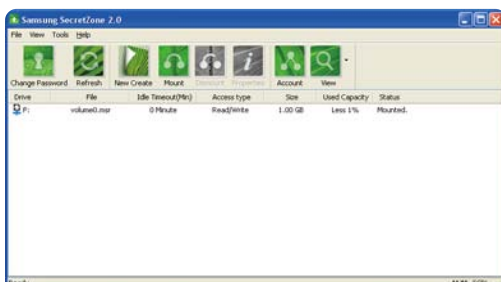 Samsung SecretZone 2.0
File View Tools Help
Change Password Refresh New Create Mount Dismount Properties Account View
Drive File Idle Timeout(Min) Access type Size Used Capacity Status
F: volume0.msr 0 Minute Read/Write 1.00 GB Less 1% Mounted.